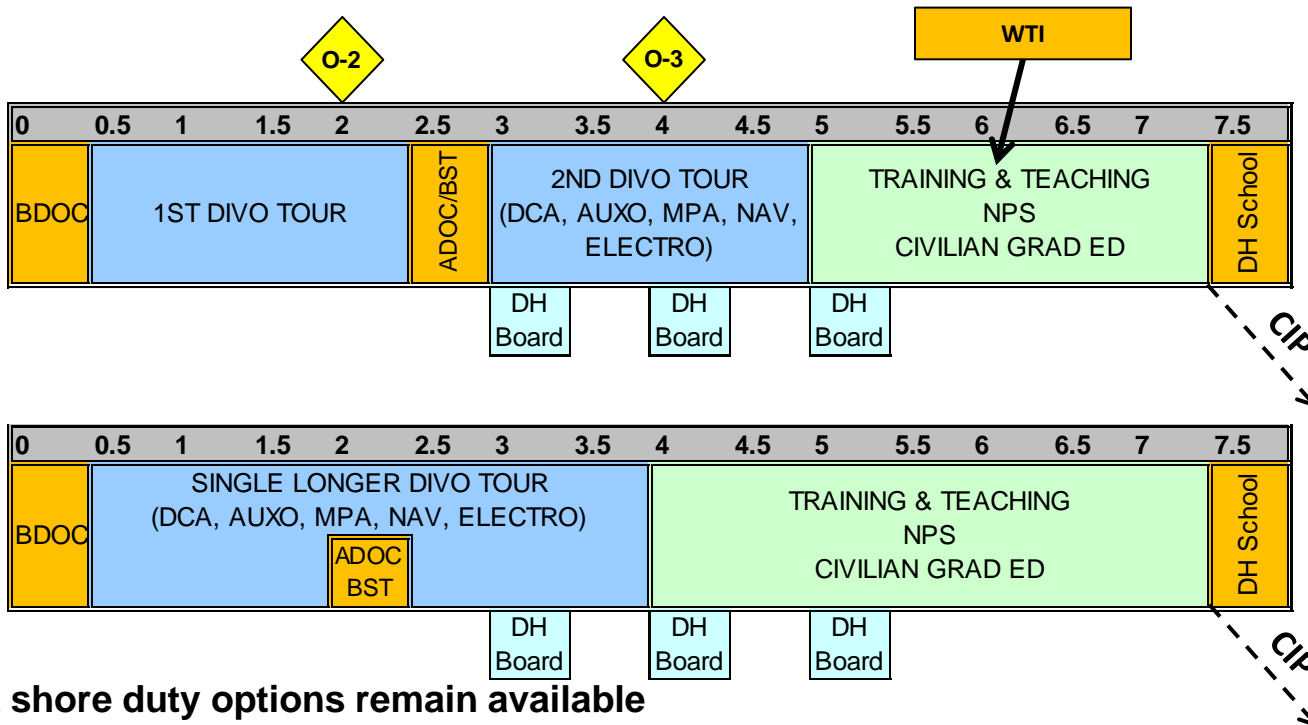 O-2
O-3
WTI
0 0.5 1 1.5 2 2.5 3 3.5 4 4.5 5 5.5 6 6.5 7 7.5
BDOC
1ST DIVO TOUR
ADOC/BST
2ND DIVO TOUR
(DCA, AUXO, MPA, NAV,
ELECTRO)
TRAINING & TEACHING
NPS
CIVILIAN GRAD ED
DH School
DH
Board
DH
Board
DH
Board
CIP
0 0.5 1 1.5 2 2.5 3 3.5 4 4.5 5 5.5 6 6.5 7 7.5
BDOC
SINGLE LONGER DIVO TOUR
(DCA, AUXO, MPA, NAV, ELECTRO)
ADOC
BST
TRAINING & TEACHING
NPS
CIVILIAN GRAD ED
DH School
DH
Board
DH
Board
DH
Board
CIP
shore duty options remain available